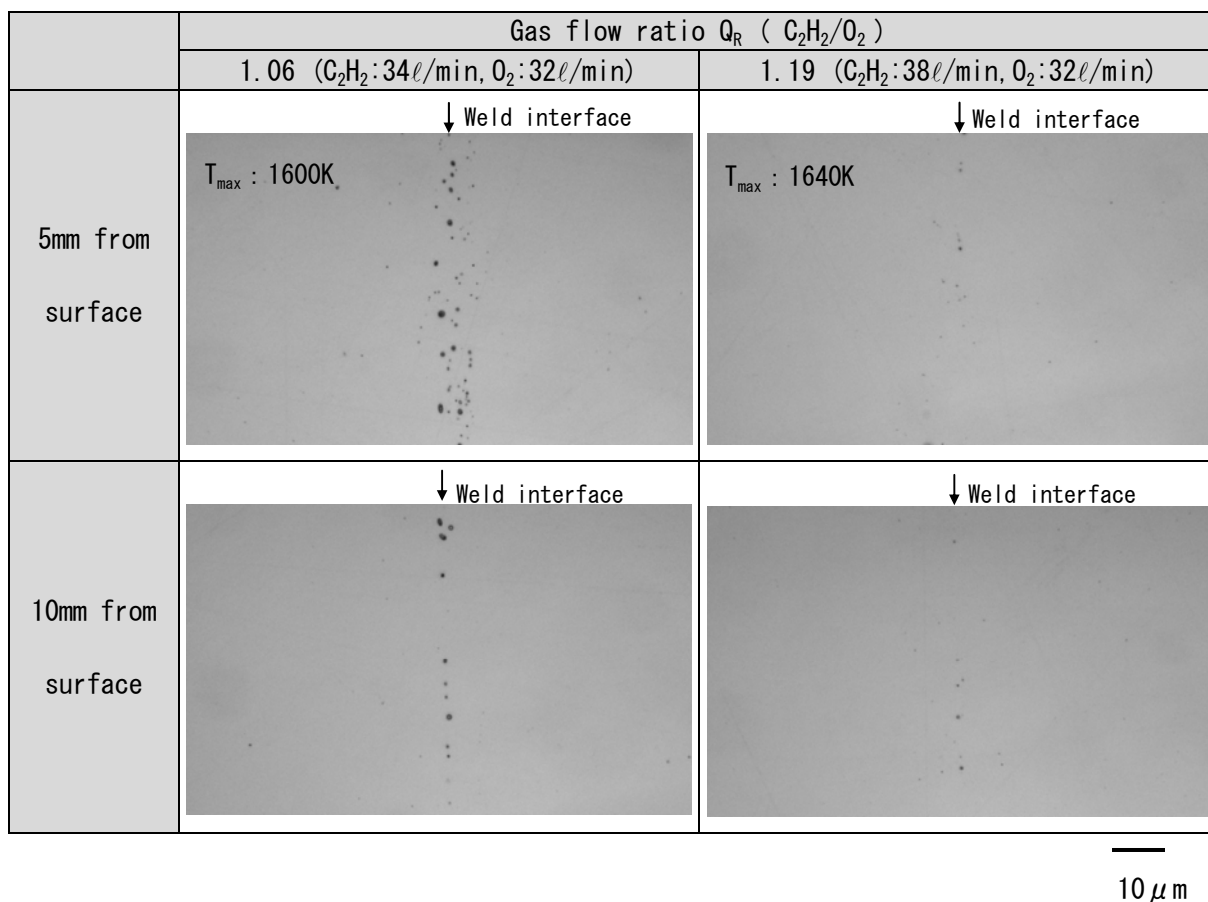 Gas flow ratio Q_R ( C₂H₂/O₂ )
1.06 (C₂H₂:34ℓ/min, O₂:32ℓ/min)
1.19 (C₂H₂:38ℓ/min, O₂:32ℓ/min)
5mm from
surface
↓ Weld interface
T_max : 1600K
↓ Weld interface
T_max : 1640K
10mm from
surface
↓ Weld interface
↓ Weld interface
10μm